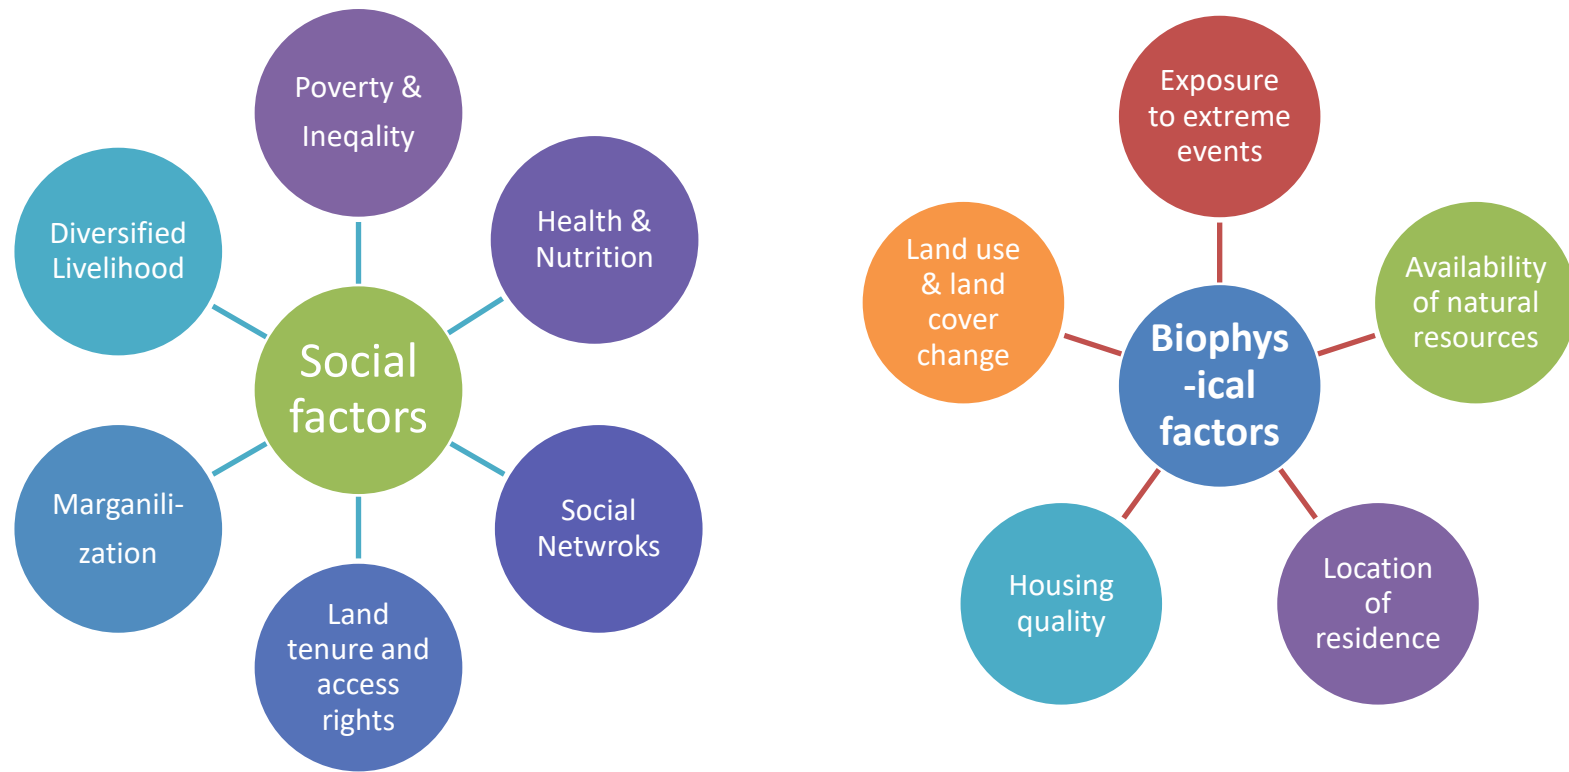 Poverty &
Ineqality
Health &
Nutrition
Social
Netwroks
Land
tenure and
access
rights
Marganili-
zation
Diversified
Livelihood
Social
factors
Exposure
to extreme
events
Availability
of natural
resources
Location
of
residence
Housing
quality
Land use
& land
cover
change
Biophys
-ical
factors